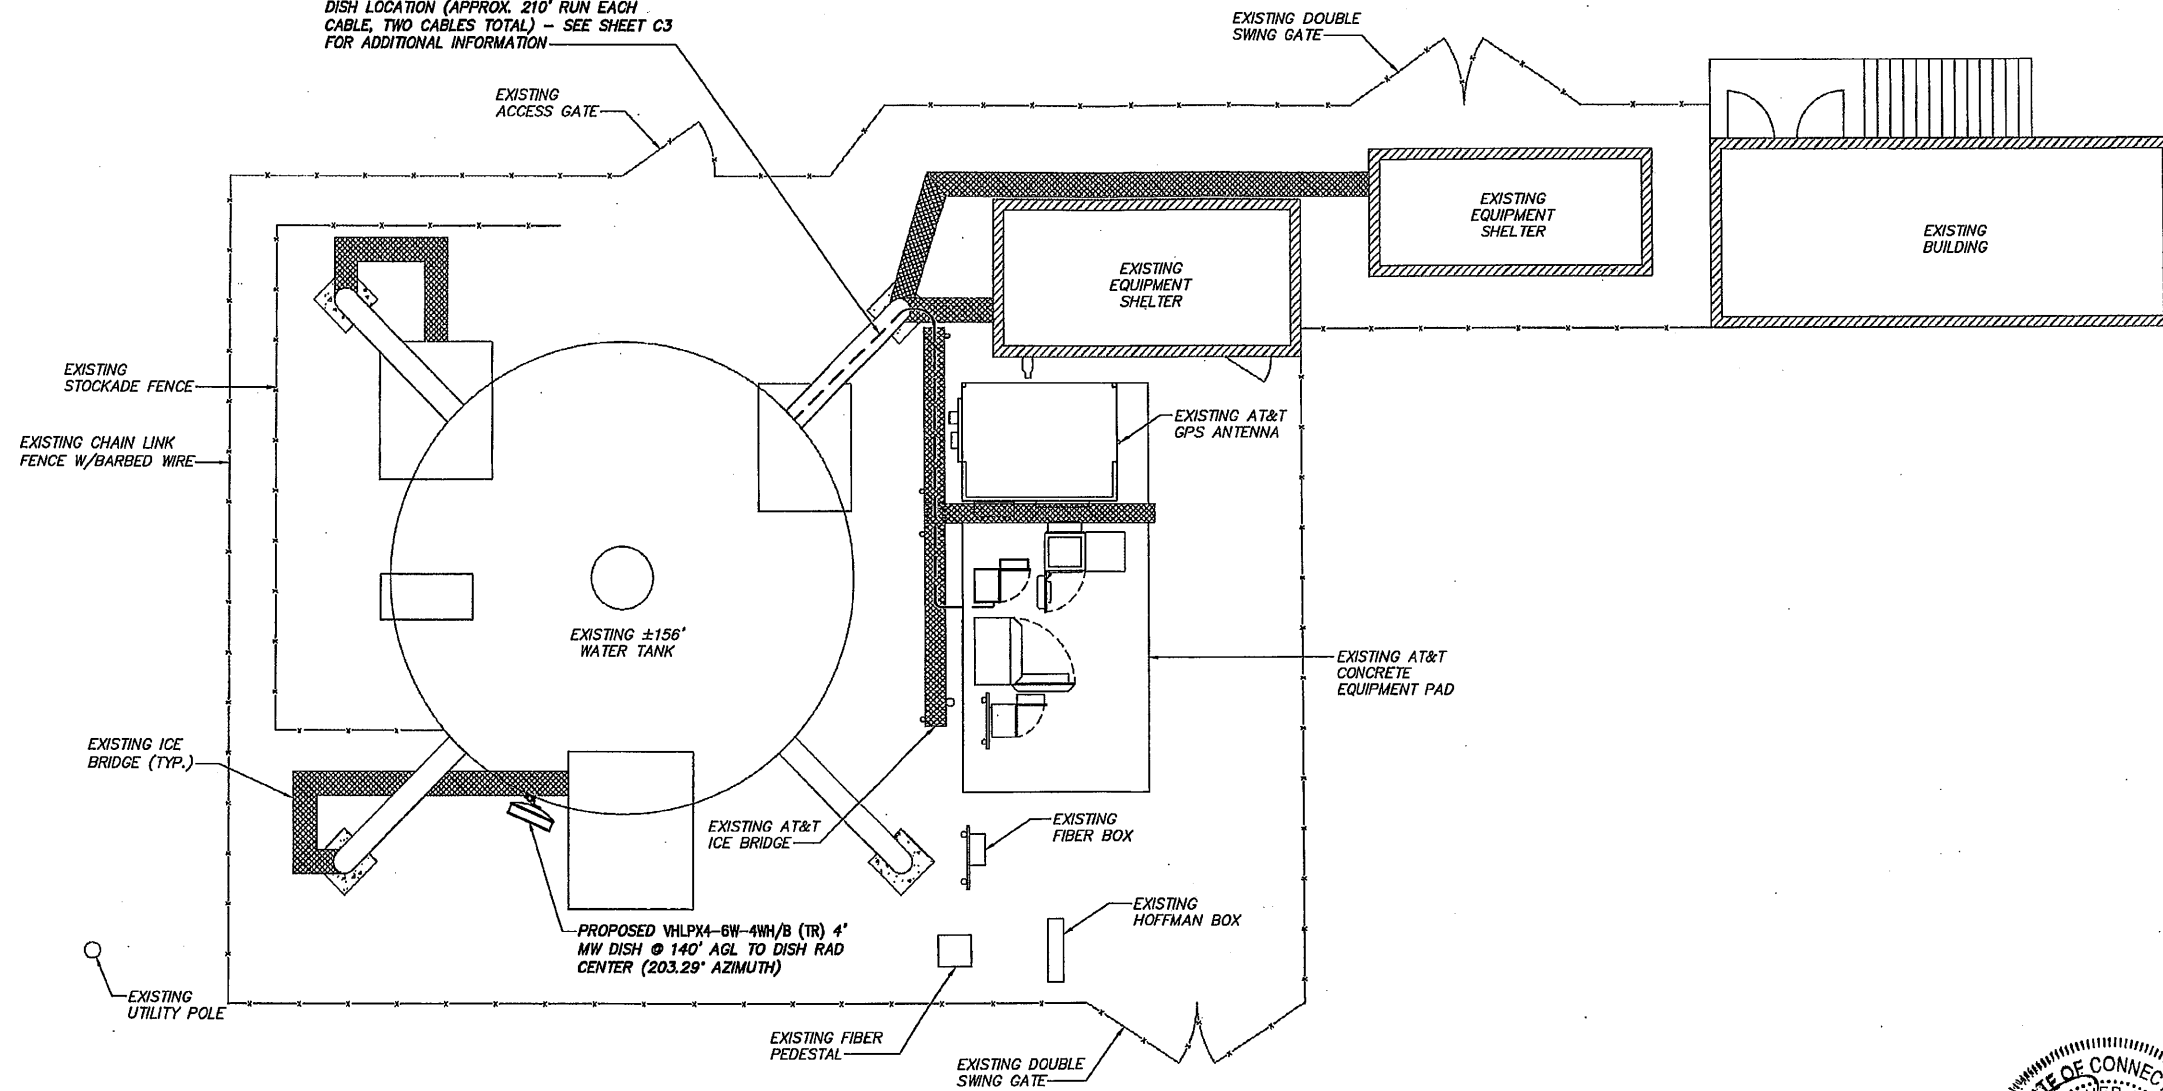 DISH LOCATION (APPROX. 210' RUN EACH
CABLE, TWO CABLES TOTAL) – SEE SHEET C3
FOR ADDITIONAL INFORMATION
EXISTING DOUBLE
SWING GATE
EXISTING
ACCESS GATE
EXISTING
EQUIPMENT
SHELTER
EXISTING
BUILDING
EXISTING
EQUIPMENT
SHELTER
EXISTING
STOCKADE FENCE
EXISTING AT&T
GPS ANTENNA
EXISTING CHAIN LINK
FENCE W/BARBED WIRE
EXISTING ±156'
WATER TANK
EXISTING AT&T
CONCRETE
EQUIPMENT PAD
EXISTING ICE
BRIDGE (TYP.)
EXISTING AT&T
ICE BRIDGE
EXISTING
FIBER BOX
EXISTING
HOFFMAN BOX
PROPOSED VHLPX4-6W-4WH/B (TR) 4'
MW DISH @ 140' AGL TO DISH RAD
CENTER (203.29° AZIMUTH)
EXISTING
UTILITY POLE
EXISTING FIBER
PEDESTAL
EXISTING DOUBLE
SWING GATE
OF CONNEC